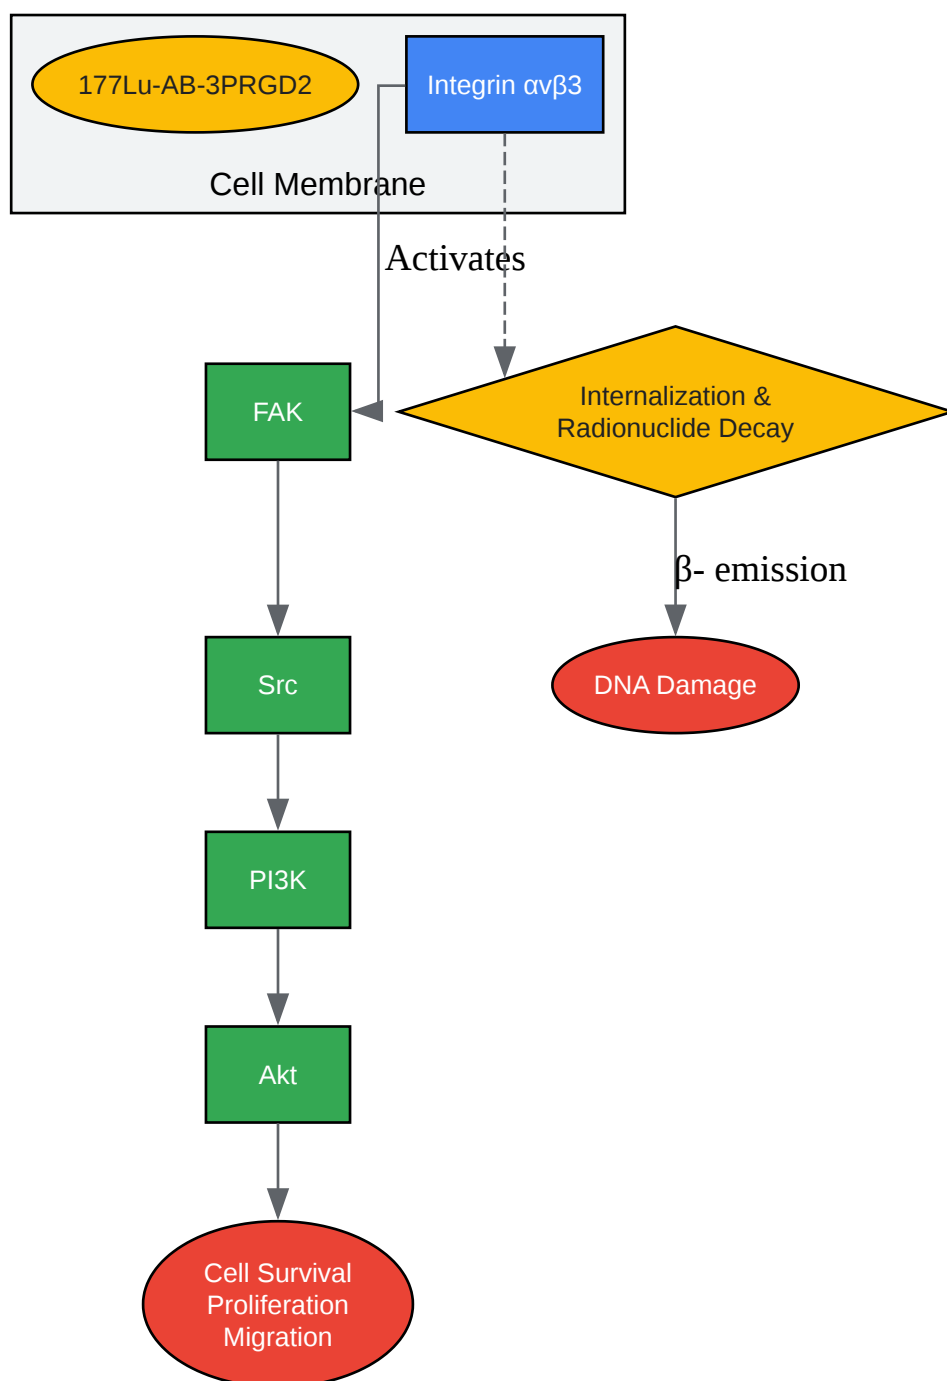 177Lu-AB-3PRGD2
Integrin αvβ3
Cell Membrane
Activates
FAK
Internalization &
Radionuclide Decay
β- emission
Src
DNA Damage
PI3K
Akt
Cell Survival
Proliferation
Migration